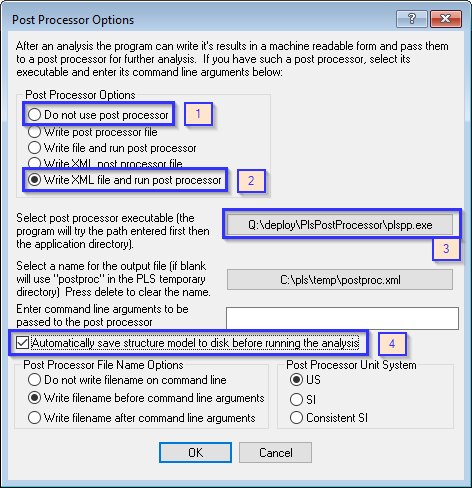 Post Processor Options
?
After an analysis the program can write it's results in a machine readable form and pass them
to a post processor for further analysis. If you have such a post processor, select its
executable and enter its command line arguments below:
Post Processor Options
Do not use post processor 1
Write post processor file
Write file and run post processor
Write XML post processor file
Write XML file and run post processor 2
Select post processor executable (the
program will try the path entered first then
the application directory).
Q:\deploy\PlsPostProcessor\plspp.exe
3
Select a name for the output file (if blank
will use "postproc" in the PLS temporary
directory) Press delete to clear the name.
C:\pls\temp\postproc.xml
Enter command line arguments to
be passed to the post processor
Automatically save structure model to disk before running the analysis 4
Post Processor File Name Options
Do not write filename on command line
Write filename before command line arguments
Write filename after command line arguments
Post Processor Unit System
US
SI
Consistent SI
OK
Cancel